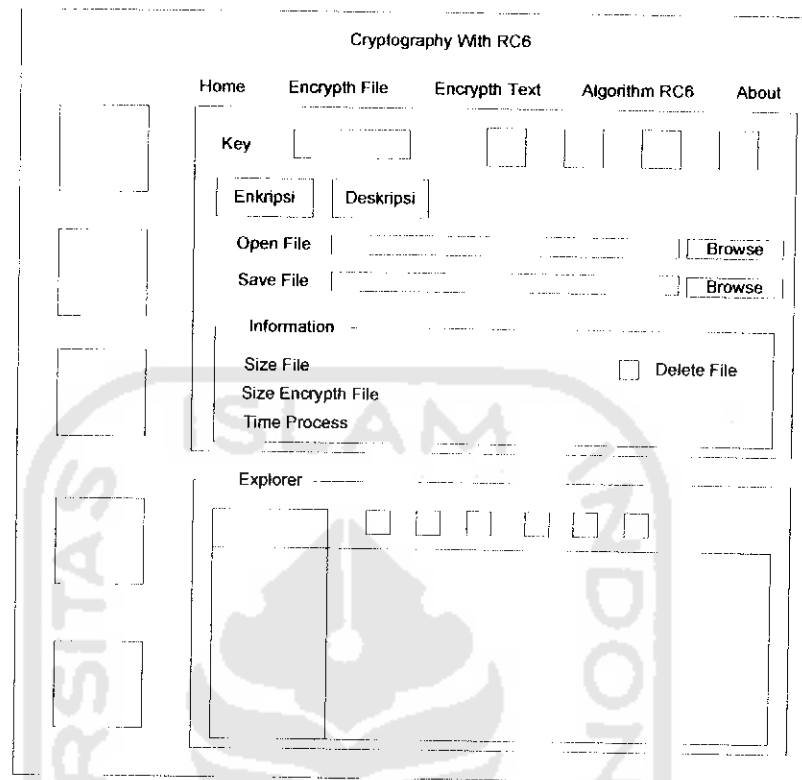 Cryptography With RC6
Home Encrypth File Encrypth Text Algorithm RC6 About
Key
Enkripsi Deskripsi
Open File Browse
Save File Browse
Information
Size File Delete File
Size Encrypth File
Time Process
Explorer
ISLAM